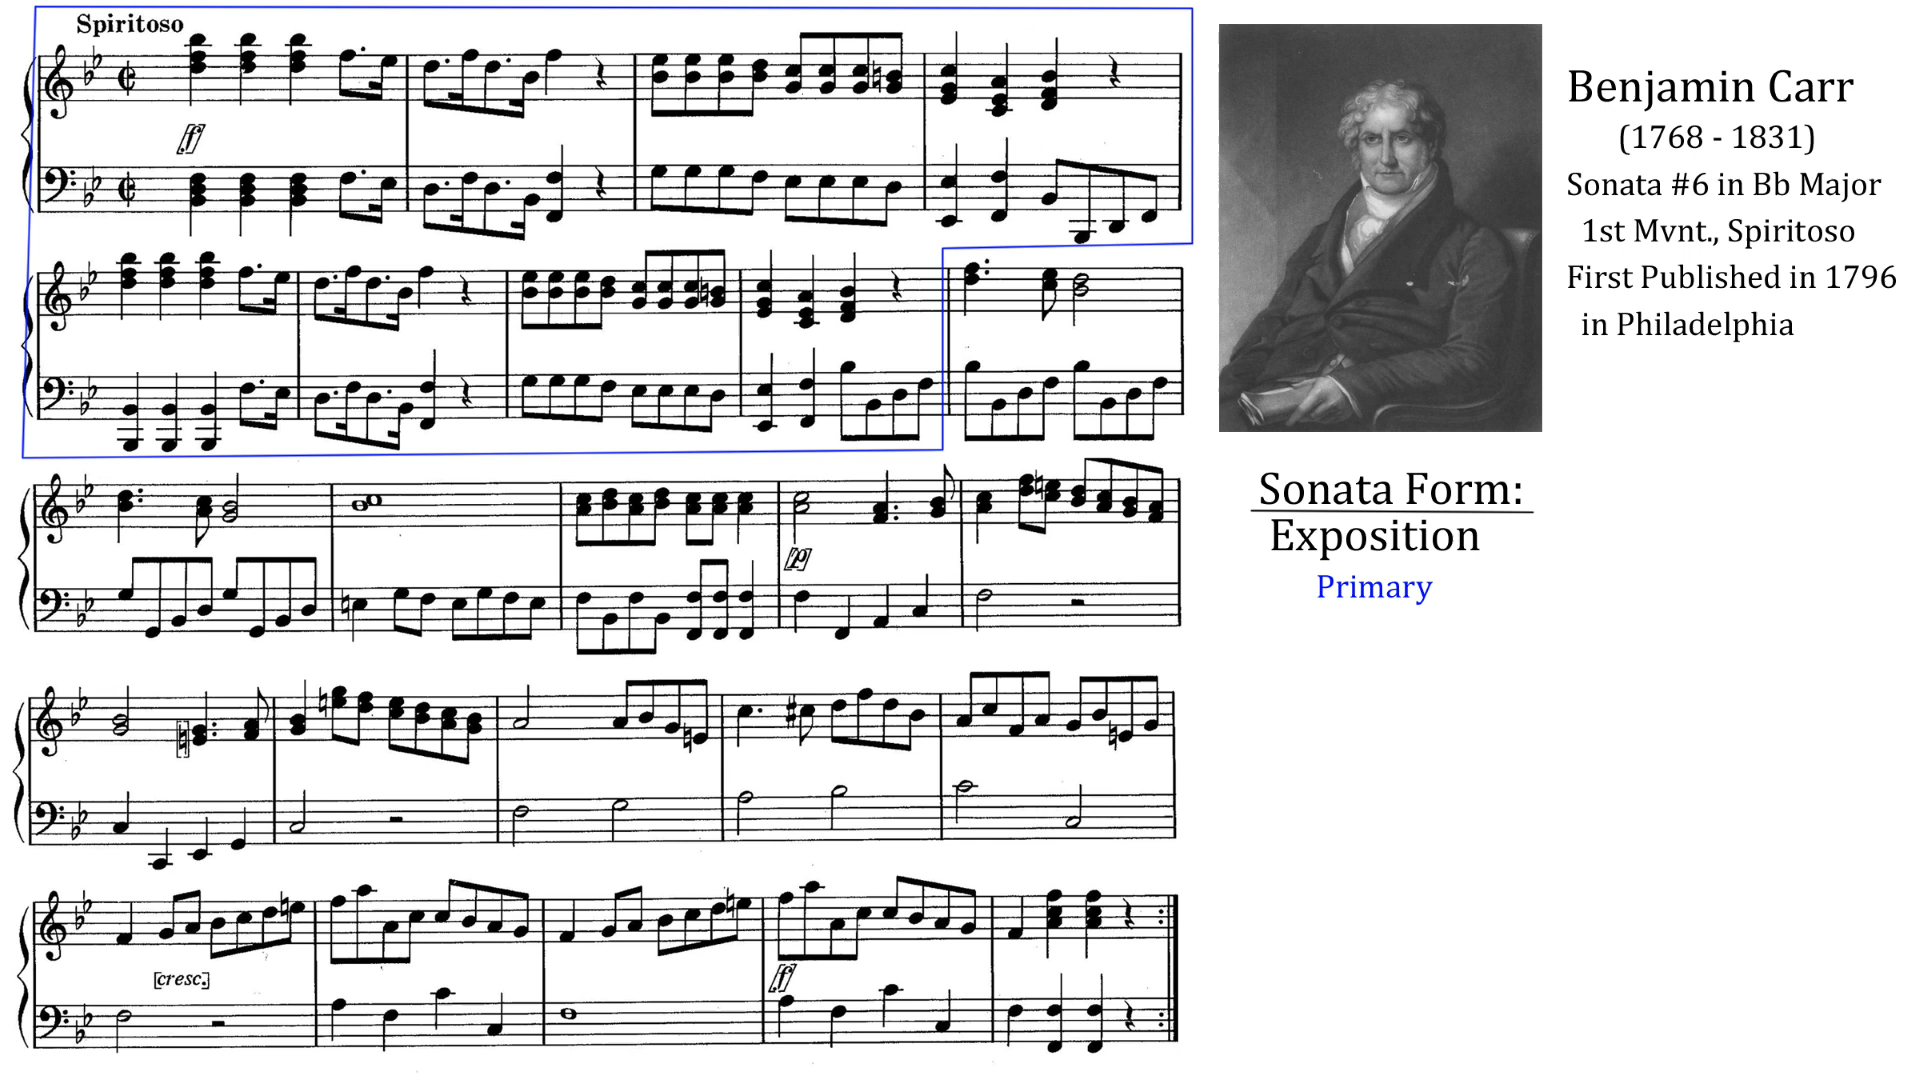 Spiritoso
[f]
[p]
[cresc.]
[f]
Benjamin Carr
(1768 - 1831)
Sonata #6 in Bb Major
1st Mvnt., Spiritoso
First Published in 1796
in Philadelphia
Sonata Form:
Exposition
Primary